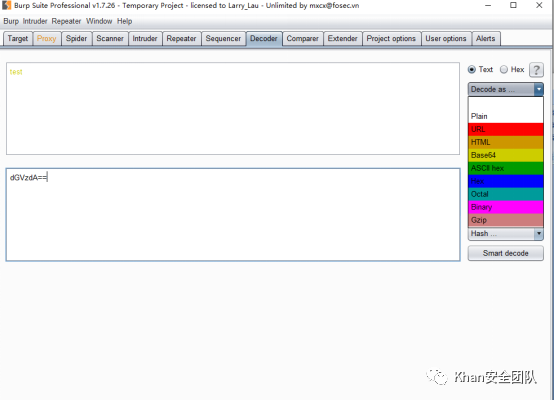 Burp Suite Professional v1.7.26 - Temporary Project - licensed to Larry_Lau - Unlimited by mxcx@fosec.vn
Burp Intruder Repeater Window Help
Target Proxy Spider Scanner Intruder Repeater Sequencer Decoder Comparer Extender Project options User options Alerts
test
Text Hex ?
Decode as ...
Plain
URL
HTML
Base64
ASCII hex
Hex
Octal
Binary
Gzip
dGVzdA==
Hash ...
Smart decode
Khan安全团队